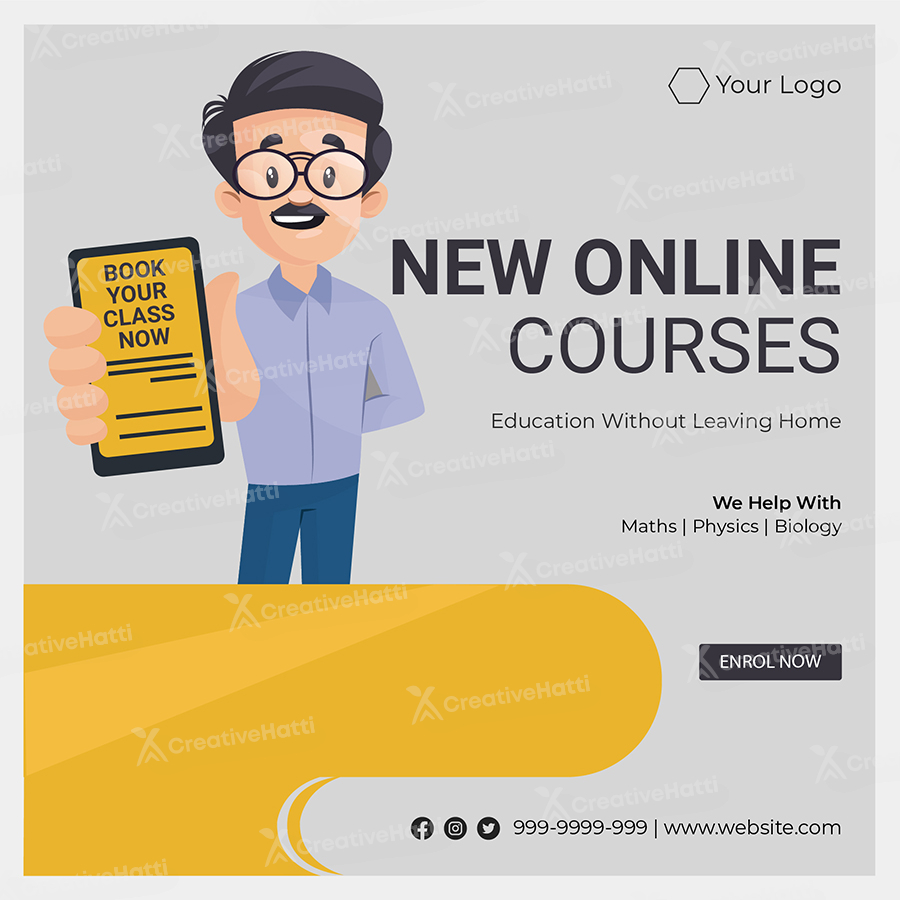 Your Logo
BOOK
YOUR
CLASS
NOW
NEW ONLINE
COURSES
Education Without Leaving Home
We Help With
Maths | Physics | Biology
ENROL NOW
999-9999-999 | www.website.com
CreativeHatti